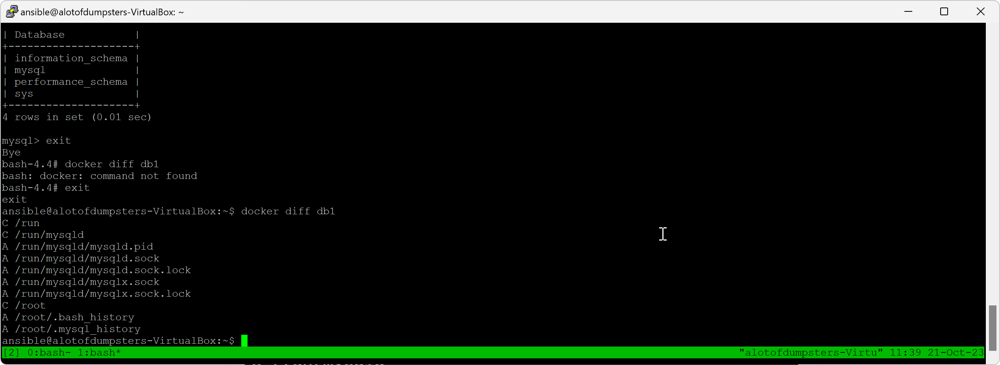 ansible@alotofdumpsters-VirtualBox: ~
| Database           |
+--------------------+
| information_schema |
| mysql              |
| performance_schema |
| sys                |
+--------------------+
4 rows in set (0.01 sec)
mysql> exit
Bye
bash-4.4# docker diff db1
bash: docker: command not found
bash-4.4# exit
exit
ansible@alotofdumpsters-VirtualBox:~$ docker diff db1
C /run
C /run/mysqld
A /run/mysqld/mysqld.pid
A /run/mysqld/mysqld.sock
A /run/mysqld/mysqld.sock.lock
A /run/mysqld/mysqlx.sock
A /run/mysqld/mysqlx.sock.lock
C /root
A /root/.bash_history
A /root/.mysql_history
ansible@alotofdumpsters-VirtualBox:~$
[2] 0:bash- 1:bash* "alotofdumpsters-Virtu" 11:39 21-Oct-23